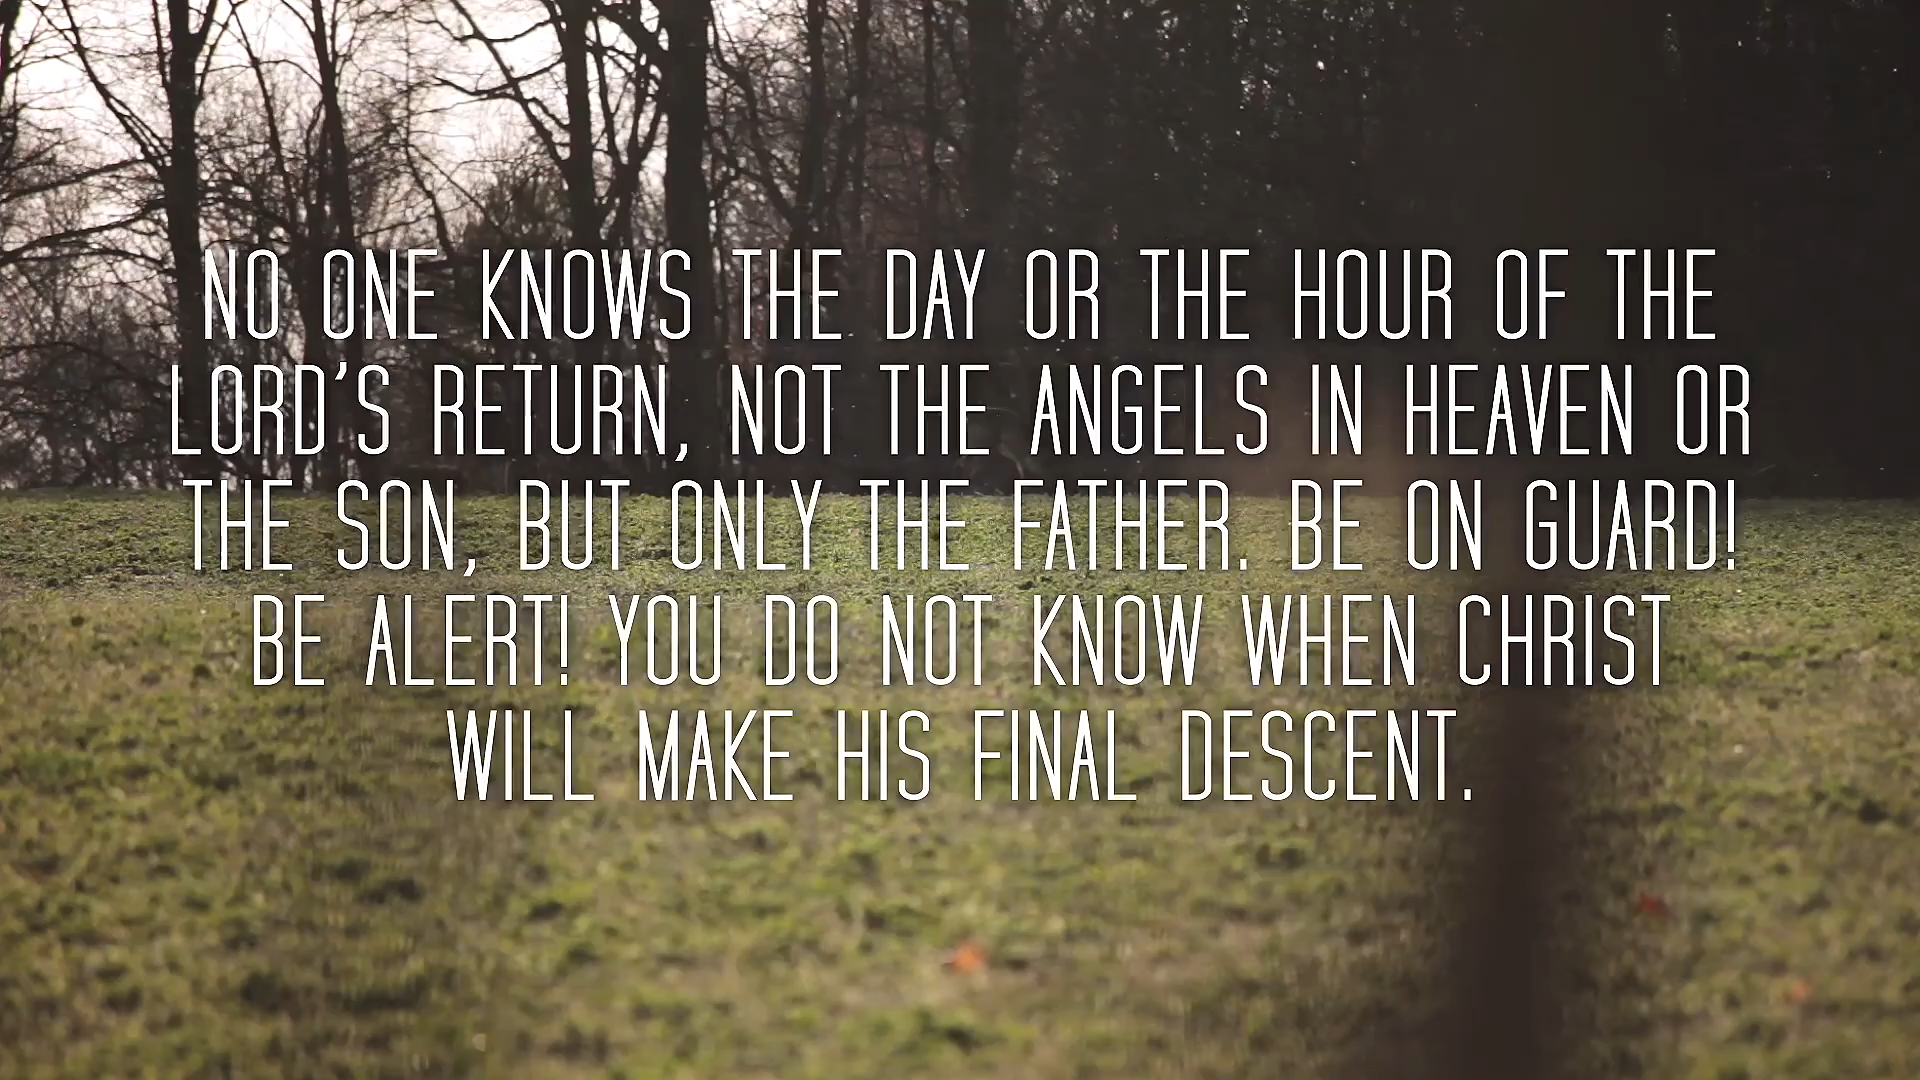 NO ONE KNOWS THE DAY OR THE HOUR OF THE
LORD'S RETURN, NOT THE ANGELS IN HEAVEN OR
THE SON, BUT ONLY THE FATHER. BE ON GUARD!
BE ALERT! YOU DO NOT KNOW WHEN CHRIST
WILL MAKE HIS FINAL DESCENT.